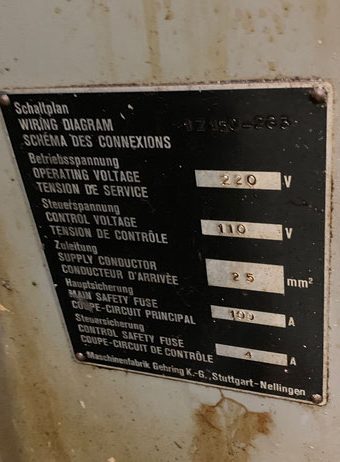 Schaltplan
WIRING DIAGRAM
SCHÉMA DES CONNEXIONS
Betriebsspannung
OPERATING VOLTAGE 220 V
TENSION DE SERVICE
Steuerspannung
CONTROL VOLTAGE 110 V
TENSION DE CONTRÔLE
Zuleitung
SUPPLY CONDUCTOR 25 mm²
CONDUCTEUR D'ARRIVÉE
Hauptsicherung
MAIN SAFETY FUSE A
COUPE-CIRCUIT PRINCIPAL
Steuersicherung
CONTROL SAFETY FUSE 4 A
COUPE-CIRCUIT DE CONTRÔLE
Maschinenfabrik Gehring K.-G., Stuttgart-Nellingen